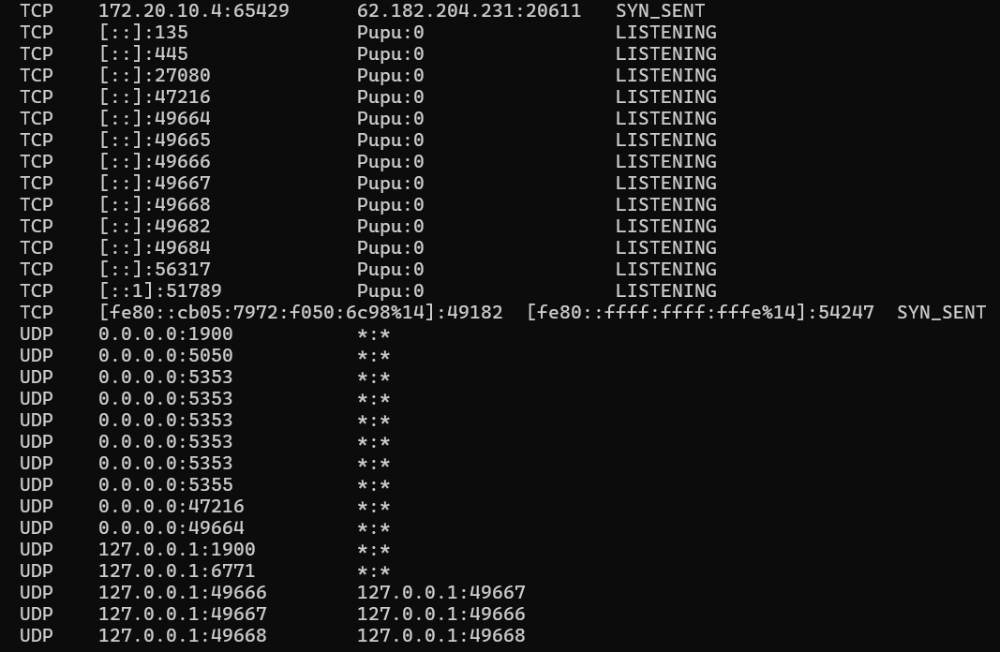 TCP    172.20.10.4:65429      62.182.204.231:20611   SYN_SENT
TCP    [::]:135               Pupu:0                 LISTENING
TCP    [::]:445               Pupu:0                 LISTENING
TCP    [::]:27080             Pupu:0                 LISTENING
TCP    [::]:47216             Pupu:0                 LISTENING
TCP    [::]:49664             Pupu:0                 LISTENING
TCP    [::]:49665             Pupu:0                 LISTENING
TCP    [::]:49666             Pupu:0                 LISTENING
TCP    [::]:49667             Pupu:0                 LISTENING
TCP    [::]:49668             Pupu:0                 LISTENING
TCP    [::]:49682             Pupu:0                 LISTENING
TCP    [::]:49684             Pupu:0                 LISTENING
TCP    [::]:56317             Pupu:0                 LISTENING
TCP    [::1]:51789            Pupu:0                 LISTENING
TCP    [fe80::cb05:7972:f050:6c98%14]:49182  [fe80::ffff:ffff:fffe%14]:54247  SYN_SENT
UDP    0.0.0.0:1900           *:*
UDP    0.0.0.0:5050           *:*
UDP    0.0.0.0:5353           *:*
UDP    0.0.0.0:5353           *:*
UDP    0.0.0.0:5353           *:*
UDP    0.0.0.0:5353           *:*
UDP    0.0.0.0:5353           *:*
UDP    0.0.0.0:5355           *:*
UDP    0.0.0.0:47216          *:*
UDP    0.0.0.0:49664          *:*
UDP    127.0.0.1:1900         *:*
UDP    127.0.0.1:6771         *:*
UDP    127.0.0.1:49666        127.0.0.1:49667
UDP    127.0.0.1:49667        127.0.0.1:49666
UDP    127.0.0.1:49668        127.0.0.1:49668